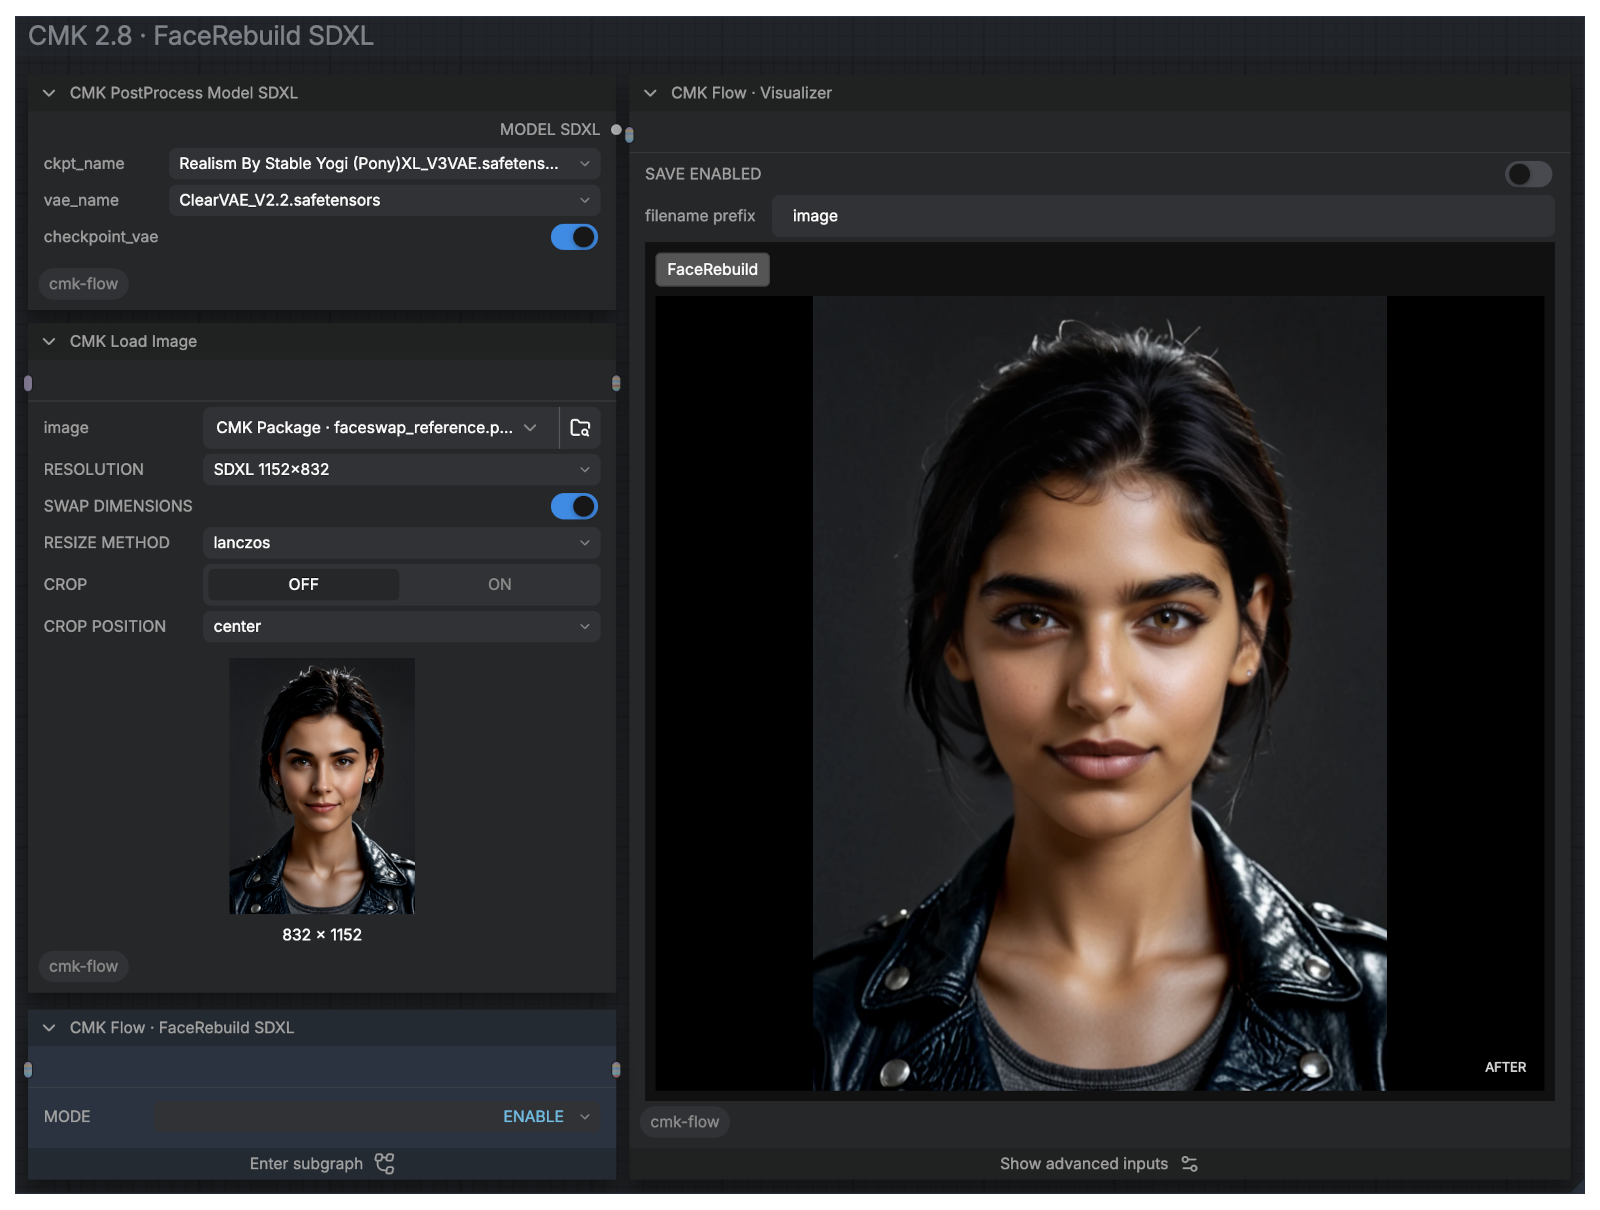 CMK 2.8 · FaceRebuild SDXL
CMK PostProcess Model SDXL
MODEL SDXL
ckpt_name
Realism By Stable Yogi (Pony)XL_V3VAE.safetens...
vae_name
ClearVAE_V2.2.safetensors
checkpoint_vae
cmk-flow
CMK Load Image
image
CMK Package · faceswap_reference.p...
RESOLUTION
SDXL 1152×832
SWAP DIMENSIONS
RESIZE METHOD
lanczos
CROP
OFF
ON
CROP POSITION
center
832 × 1152
cmk-flow
CMK Flow · FaceRebuild SDXL
MODE
ENABLE
Enter subgraph
CMK Flow · Visualizer
SAVE ENABLED
filename prefix
image
FaceRebuild
AFTER
cmk-flow
Show advanced inputs